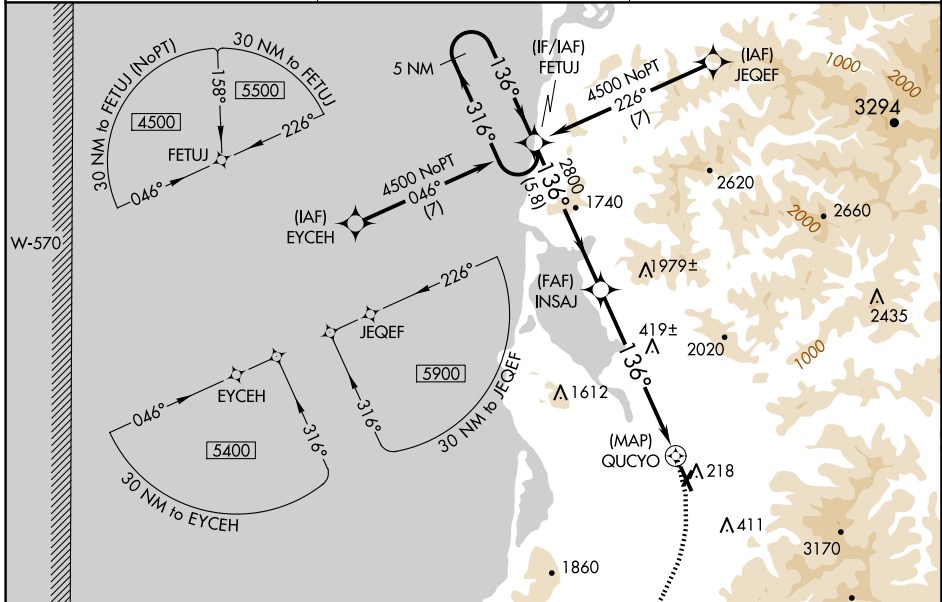 30 NM to FETUJ (NoPT)
30 NM to FETUJ
158°
5500
4500
226°
FETUJ
046°
W-570
5 NM
136°
316°
(IF/IAF)
FETUJ
4500 NoPT
226°
(7)
(IAF)
JEQEF
1000
2000
3294
4500 NoPT
046°
(7)
(IAF)
EYCEH
2800
136°
(5.8)
1740
2620
2000
2660
(FAF)
INSAJ
1979±
2435
419±
2020
1000
136°
1612
(MAP)
QUCYO
218
411
3170
1860
226°
JEQEF
5900
316°
30 NM to JEQEF
046°
EYCEH
5400
316°
30 NM to EYCEH